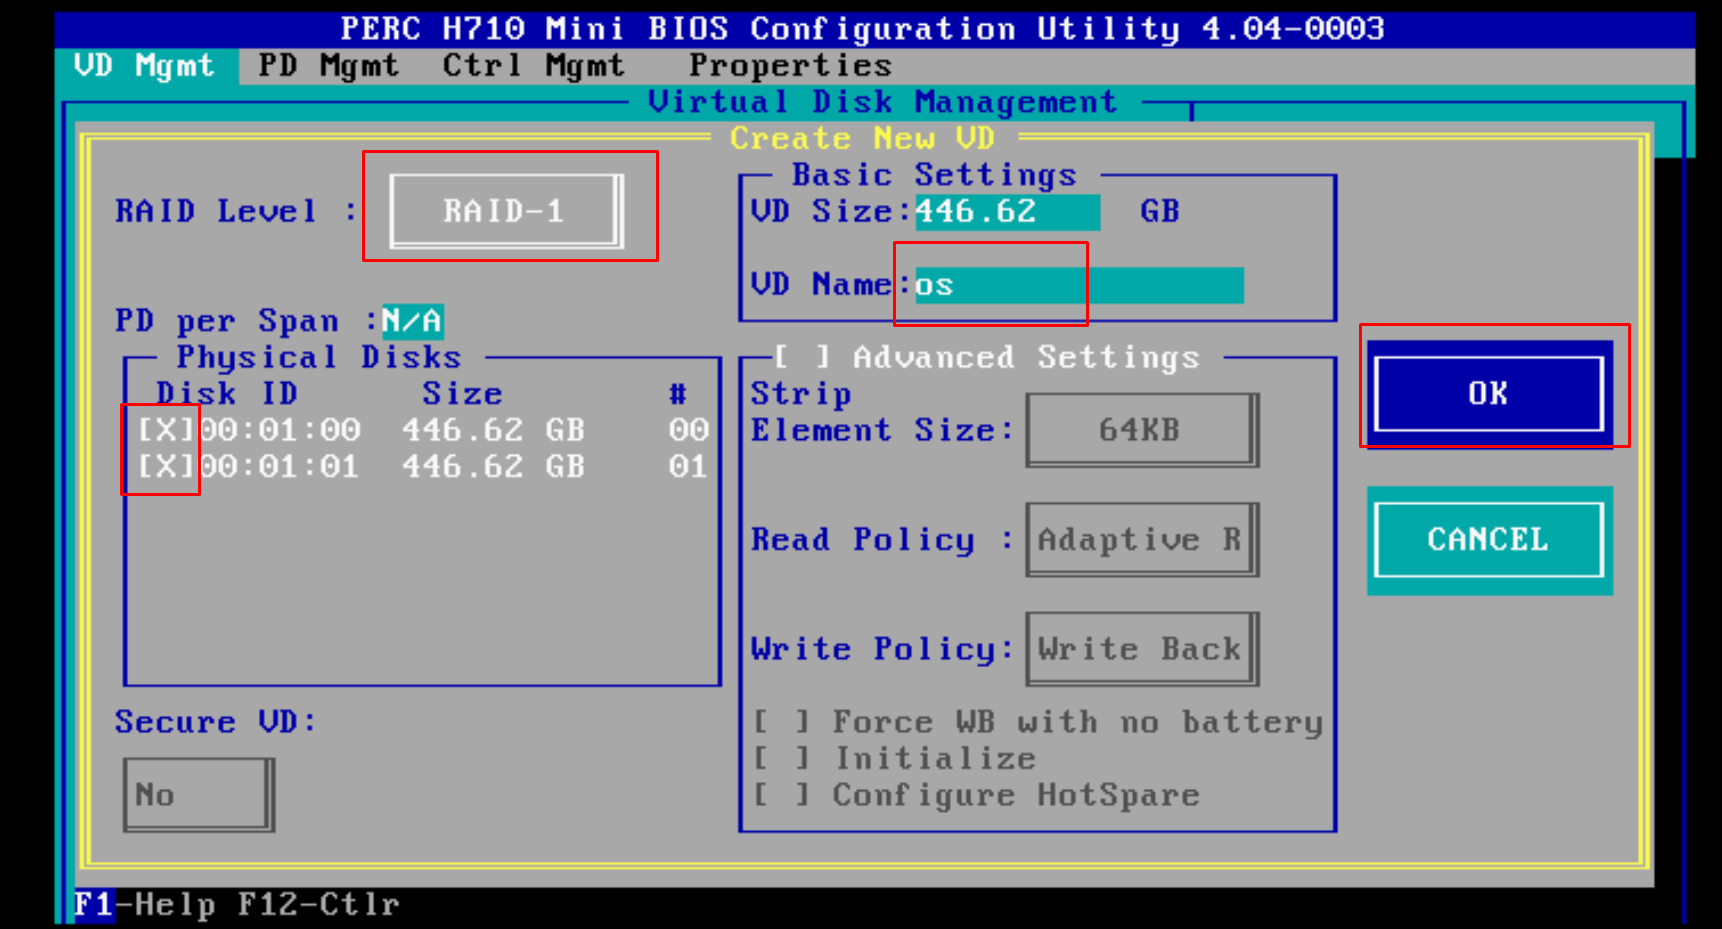 PERC H710 Mini BIOS Configuration Utility 4.04-0003
VD Mgmt PD Mgmt Ctrl Mgmt Properties
Virtual Disk Management
Create New VD
RAID Level : RAID-1
PD per Span :N/A
Physical Disks
Disk ID Size #
[X]00:01:00 446.62 GB 00
[X]00:01:01 446.62 GB 01
Secure VD:
No
Basic Settings
VD Size:446.62 GB
VD Name:os
[ ] Advanced Settings
Strip
Element Size: 64KB
Read Policy : Adaptive R
Write Policy: Write Back
[ ] Force WB with no battery
[ ] Initialize
[ ] Configure HotSpare
OK
CANCEL
F1-Help F12-Ctlr